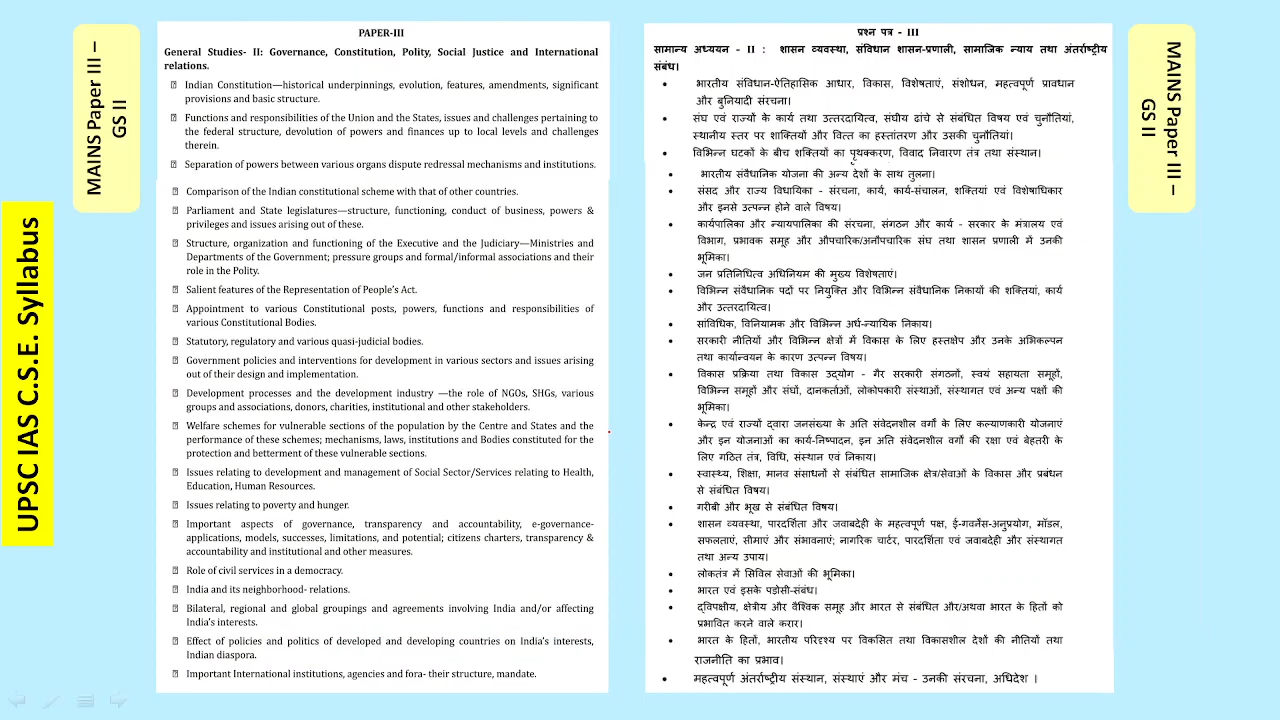 UPSC IAS C.S.E. Syllabus
MAINS Paper III –
GS II
PAPER-III
General Studies- II: Governance, Constitution, Polity, Social Justice and International
relations.
Indian Constitution—historical underpinnings, evolution, features, amendments, significant
provisions and basic structure.
Functions and responsibilities of the Union and the States, issues and challenges pertaining to
the federal structure, devolution of powers and finances up to local levels and challenges
therein.
Separation of powers between various organs dispute redressal mechanisms and institutions.
Comparison of the Indian constitutional scheme with that of other countries.
Parliament and State legislatures—structure, functioning, conduct of business, powers &
privileges and issues arising out of these.
Structure, organization and functioning of the Executive and the Judiciary—Ministries and
Departments of the Government; pressure groups and formal/informal associations and their
role in the Polity.
Salient features of the Representation of People’s Act.
Appointment to various Constitutional posts, powers, functions and responsibilities of
various Constitutional Bodies.
Statutory, regulatory and various quasi-judicial bodies.
Government policies and interventions for development in various sectors and issues arising
out of their design and implementation.
Development processes and the development industry —the role of NGOs, SHGs, various
groups and associations, donors, charities, institutional and other stakeholders.
Welfare schemes for vulnerable sections of the population by the Centre and States and the
performance of these schemes; mechanisms, laws, institutions and Bodies constituted for the
protection and betterment of these vulnerable sections.
Issues relating to development and management of Social Sector/Services relating to Health,
Education, Human Resources.
Issues relating to poverty and hunger.
Important aspects of governance, transparency and accountability, e-governance-
applications, models, successes, limitations, and potential; citizens charters, transparency &
accountability and institutional and other measures.
Role of civil services in a democracy.
India and its neighborhood- relations.
Bilateral, regional and global groupings and agreements involving India and/or affecting
India’s interests.
Effect of policies and politics of developed and developing countries on India’s interests,
Indian diaspora.
Important International institutions, agencies and fora- their structure, mandate.
प्रश्न पत्र - III
सामान्य अध्ययन - II : शासन व्यवस्था, संविधान शासन-प्रणाली, सामाजिक न्याय तथा अंतर्राष्ट्रीय
संबंध।
• भारतीय संविधान-ऐतिहासिक आधार, विकास, विशेषताएं, संशोधन, महत्वपूर्ण प्रावधान
और बुनियादी संरचना।
• संघ एवं राज्यों के कार्य तथा उत्तरदायित्व, संघीय ढांचे से संबंधित विषय एवं चुनौतियां,
स्थानीय स्तर पर शक्तियों और वित्त का हस्तांतरण और उसकी चुनौतियां।
• विभिन्न घटकों के बीच शक्तियों का पृथक्करण, विवाद निवारण तंत्र तथा संस्थान।
• भारतीय संवैधानिक योजना की अन्य देशों के साथ तुलना।
• संसद और राज्य विधायिका - संरचना, कार्य, कार्य-संचालन, शक्तियां एवं विशेषाधिकार
और इनसे उत्पन्न होने वाले विषय।
• कार्यपालिका और न्यायपालिका की संरचना, संगठन और कार्य - सरकार के मंत्रालय एवं
विभाग, प्रभावक समूह और औपचारिक/अनौपचारिक संघ तथा शासन प्रणाली में उनकी
भूमिका।
• जन प्रतिनिधित्व अधिनियम की मुख्य विशेषताएं।
• विभिन्न संवैधानिक पदों पर नियुक्ति और विभिन्न संवैधानिक निकायों की शक्तियां, कार्य
और उत्तरदायित्व।
• सांविधिक, विनियामक और विभिन्न अर्ध-न्यायिक निकाय।
• सरकारी नीतियों और विभिन्न क्षेत्रों में विकास के लिए हस्तक्षेप और उनके अभिकल्पन
तथा कार्यान्वयन के कारण उत्पन्न विषय।
• विकास प्रक्रिया तथा विकास उद्योग - गैर सरकारी संगठनों, स्वयं सहायता समूहों,
विभिन्न समूहों और संघों, दानकर्ताओं, लोकोपकारी संस्थाओं, संस्थागत एवं अन्य पक्षों की
भूमिका।
• केन्द्र एवं राज्यों द्वारा जनसंख्या के अति संवेदनशील वर्गों के लिए कल्याणकारी योजनाएं
और इन योजनाओं का कार्य-निष्पादन, इन अति संवेदनशील वर्गों की रक्षा एवं बेहतरी के
लिए गठित तंत्र, विधि, संस्थान एवं निकाय।
• स्वास्थ्य, शिक्षा, मानव संसाधनों से संबंधित सामाजिक क्षेत्र/सेवाओं के विकास और प्रबंधन
से संबंधित विषय।
• गरीबी और भूख से संबंधित विषय।
• शासन व्यवस्था, पारदर्शिता और जवाबदेही के महत्वपूर्ण पक्ष, ई-गवर्नेंस-अनुप्रयोग, मॉडल,
सफलताएं, सीमाएं और संभावनाएं; नागरिक चार्टर, पारदर्शिता एवं जवाबदेही और संस्थागत
तथा अन्य उपाय।
• लोकतंत्र में सिविल सेवाओं की भूमिका।
• भारत एवं इसके पड़ोसी-संबंध।
• द्विपक्षीय, क्षेत्रीय और वैश्विक समूह और भारत से संबंधित और/अथवा भारत के हितों को
प्रभावित करने वाले करार।
• भारत के हितों, भारतीय परिदृश्य पर विकसित तथा विकासशील देशों की नीतियों तथा
राजनीति का प्रभाव।
• महत्वपूर्ण अंतर्राष्ट्रीय संस्थान, संस्थाएं और मंच - उनकी संरचना, अधिदेश ।
MAINS Paper III –
GS II